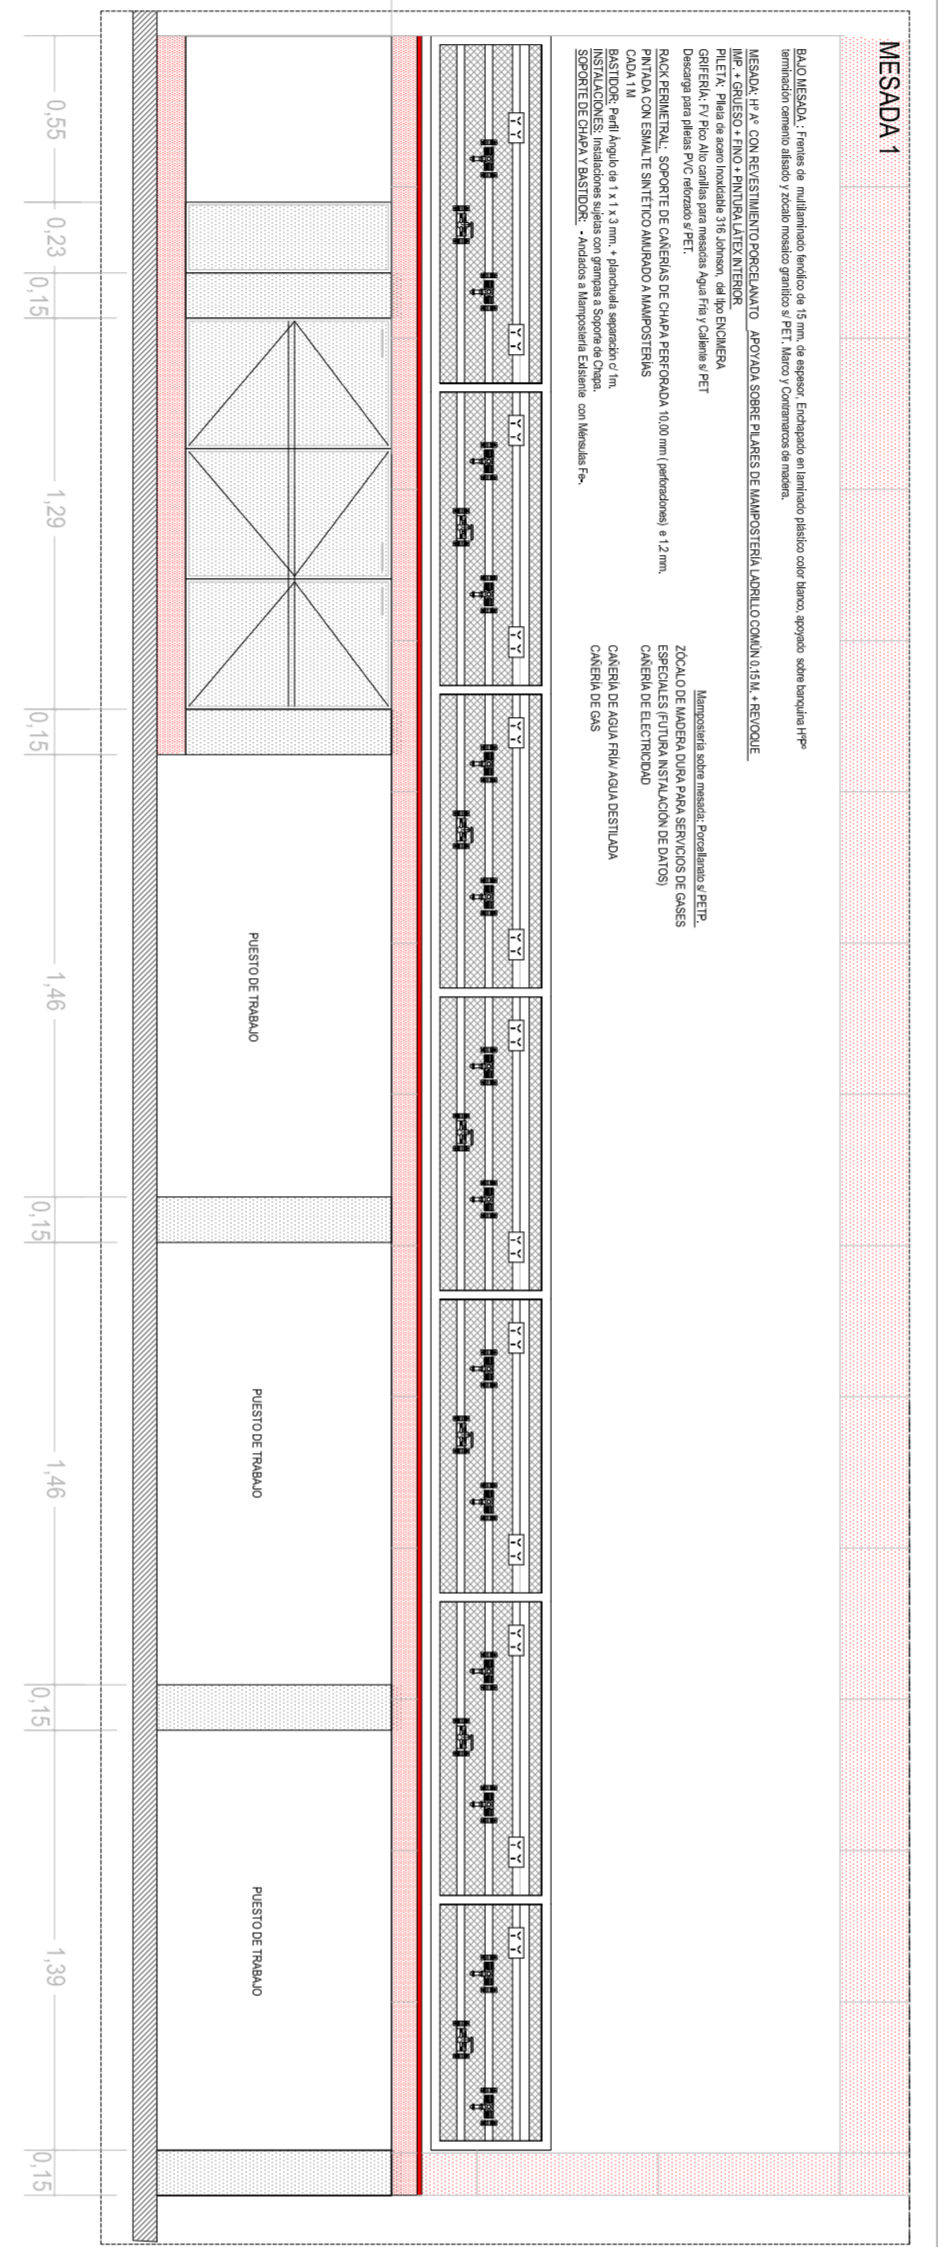 MESADA 1
BAJO MESADA : Frentes de multilaminado fenólico de 15 mm. de espesor, Enchapado en laminado plástico color blanco, apoyado sobre banquina HºPº
terminación cemento alisado y zócalo mosaico granítico s/ PET. Marco y Contramarcos de madera.
MESADA: Hº Aº CON REVESTIMIENTO PORCELANATO APOYADA SOBRE PILARES DE MAMPOSTERÍA LADRILLO COMÚN 0,15 M. + REVOQUE
IMP. + GRUESO + FINO + PINTURA LÁTEX INTERIOR
PILETA: Pileta de acero Inoxidable 316 Johnson, del tipo ENCIMERA
GRIFERÍA: FV Pico Alto canillas para mesadas Agua Fría y Caliente s/ PET
Descarga para piletas PVC reforzado s/ PET.
RACK PERIMETRAL: SOPORTE DE CAÑERÍAS DE CHAPA PERFORADA 10,00 mm ( perforaciones) e 1,2 mm.
PINTADA CON ESMALTE SINTÉTICO AMURADO A MAMPOSTERÍAS
CADA 1 M
BASTIDOR: Perfil Ángulo de 1 x 1 x 3 mm. + planchuela separación c/ 1m.
INSTALACIONES: Instalaciones sujetas con grampas a Soporte de Chapa.
SOPORTE DE CHAPA Y BASTIDOR: - Anclados a Mampostería Existente con Ménsulas Fe.
Mampostería sobre mesada: Porcellanato s/ PETP.
ZÓCALO DE MADERA DURA PARA SERVICIOS DE GASES
ESPECIALES (FUTURA INSTALACIÓN DE DATOS)
CAÑERÍA DE ELECTRICIDAD
CAÑERÍA DE AGUA FRÍA/ AGUA DESTILADA
CAÑERÍA DE GAS
PUESTO DE TRABAJO
PUESTO DE TRABAJO
PUESTO DE TRABAJO
0,55
0,23
0,15
1,29
0,15
1,46
0,15
1,46
0,15
1,39
0,15